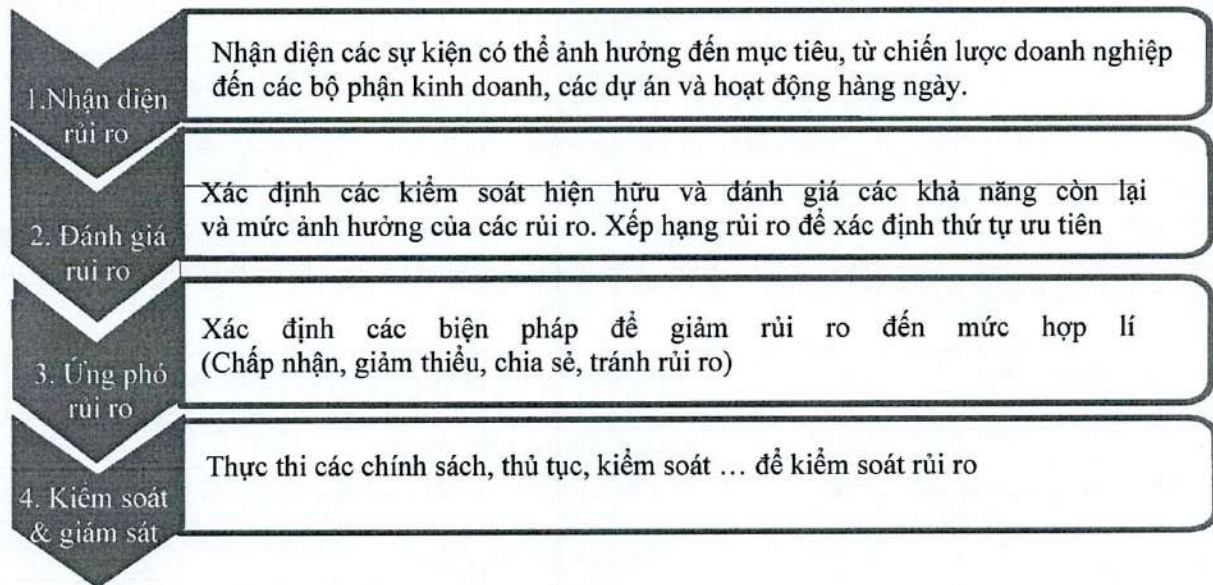 1.Nhận diện
rủi ro
Nhận diện các sự kiện có thể ảnh hưởng đến mục tiêu, từ chiến lược doanh nghiệp
đến các bộ phận kinh doanh, các dự án và hoạt động hàng ngày.
2. Đánh giá
rủi ro
Xác định các kiểm soát hiện hữu và đánh giá các khả năng còn lại
và mức ảnh hưởng của các rủi ro. Xếp hạng rủi ro để xác định thứ tự ưu tiên
3. Ứng phó
rủi ro
Xác định các biện pháp để giảm rủi ro đến mức hợp lí
(Chấp nhận, giảm thiểu, chia sẻ, tránh rủi ro)
4. Kiểm soát
& giám sát
Thực thi các chính sách, thủ tục, kiểm soát ... để kiểm soát rủi ro